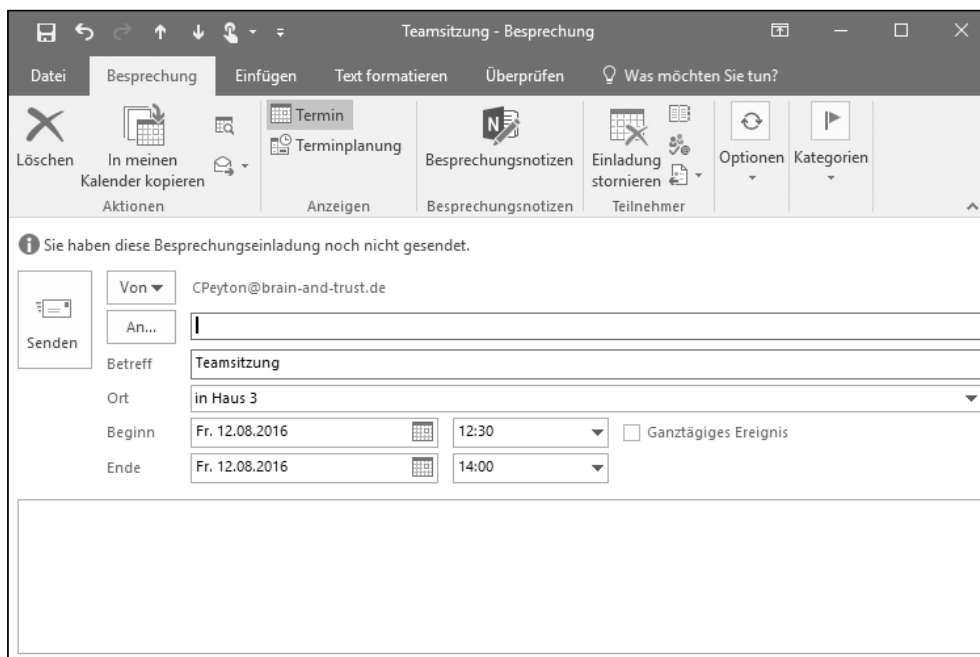 Teamsitzung - Besprechung
Datei Besprechung Einfügen Text formatieren Überprüfen Was möchten Sie tun?
Löschen
In meinen
Kalender kopieren
Aktionen
Termin
Terminplanung
Anzeigen
Besprechungsnotizen
Besprechungsnotizen
Einladung
stornieren
Teilnehmer
Optionen
Kategorien
Sie haben diese Besprechungseinladung noch nicht gesendet.
Senden
Von CPeyton@brain-and-trust.de
An...
Betreff Teamsitzung
Ort in Haus 3
Beginn Fr. 12.08.2016 12:30 Ganztägiges Ereignis
Ende Fr. 12.08.2016 14:00